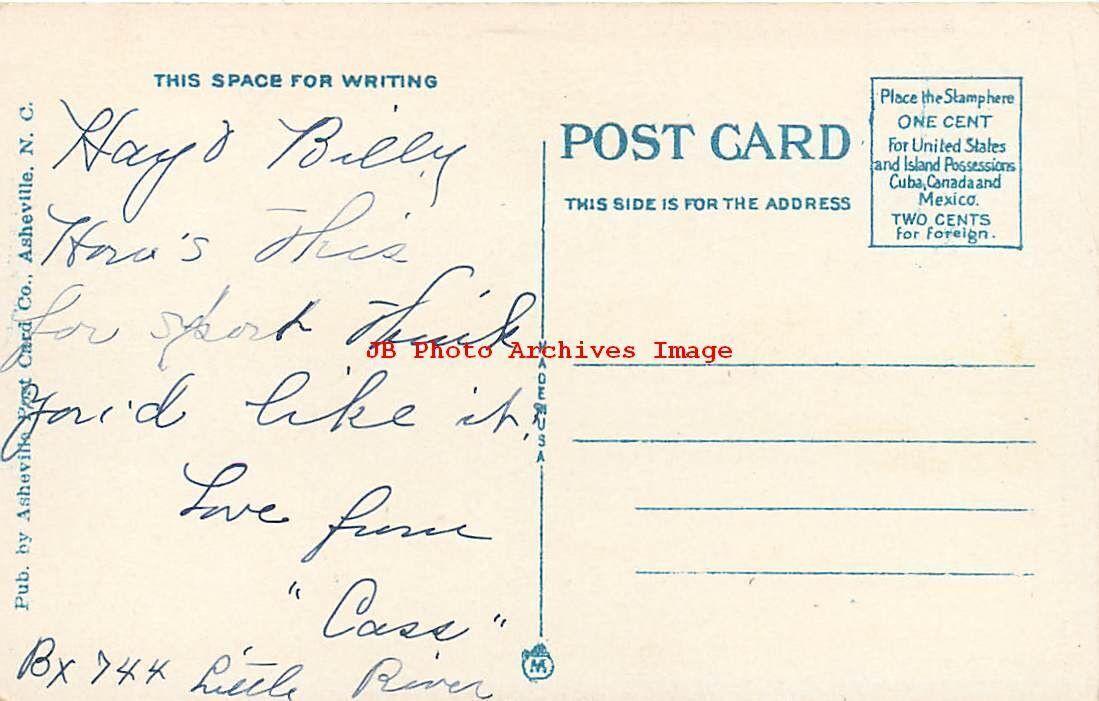 THIS SPACE FOR WRITING
Hay'd Billy
How's this
for sport think
You'd like it.
Love from
"Cass"
Bx 744 Little River
Pub. by Asheville Post Card Co., Asheville, N. C.
MADE IN USA
POST CARD
THIS SIDE IS FOR THE ADDRESS
Place the Stamp here
ONE CENT
For United States
and Island Possessions
Cuba, Canada and
Mexico.
TWO CENTS
for foreign.
JB Photo Archives Image